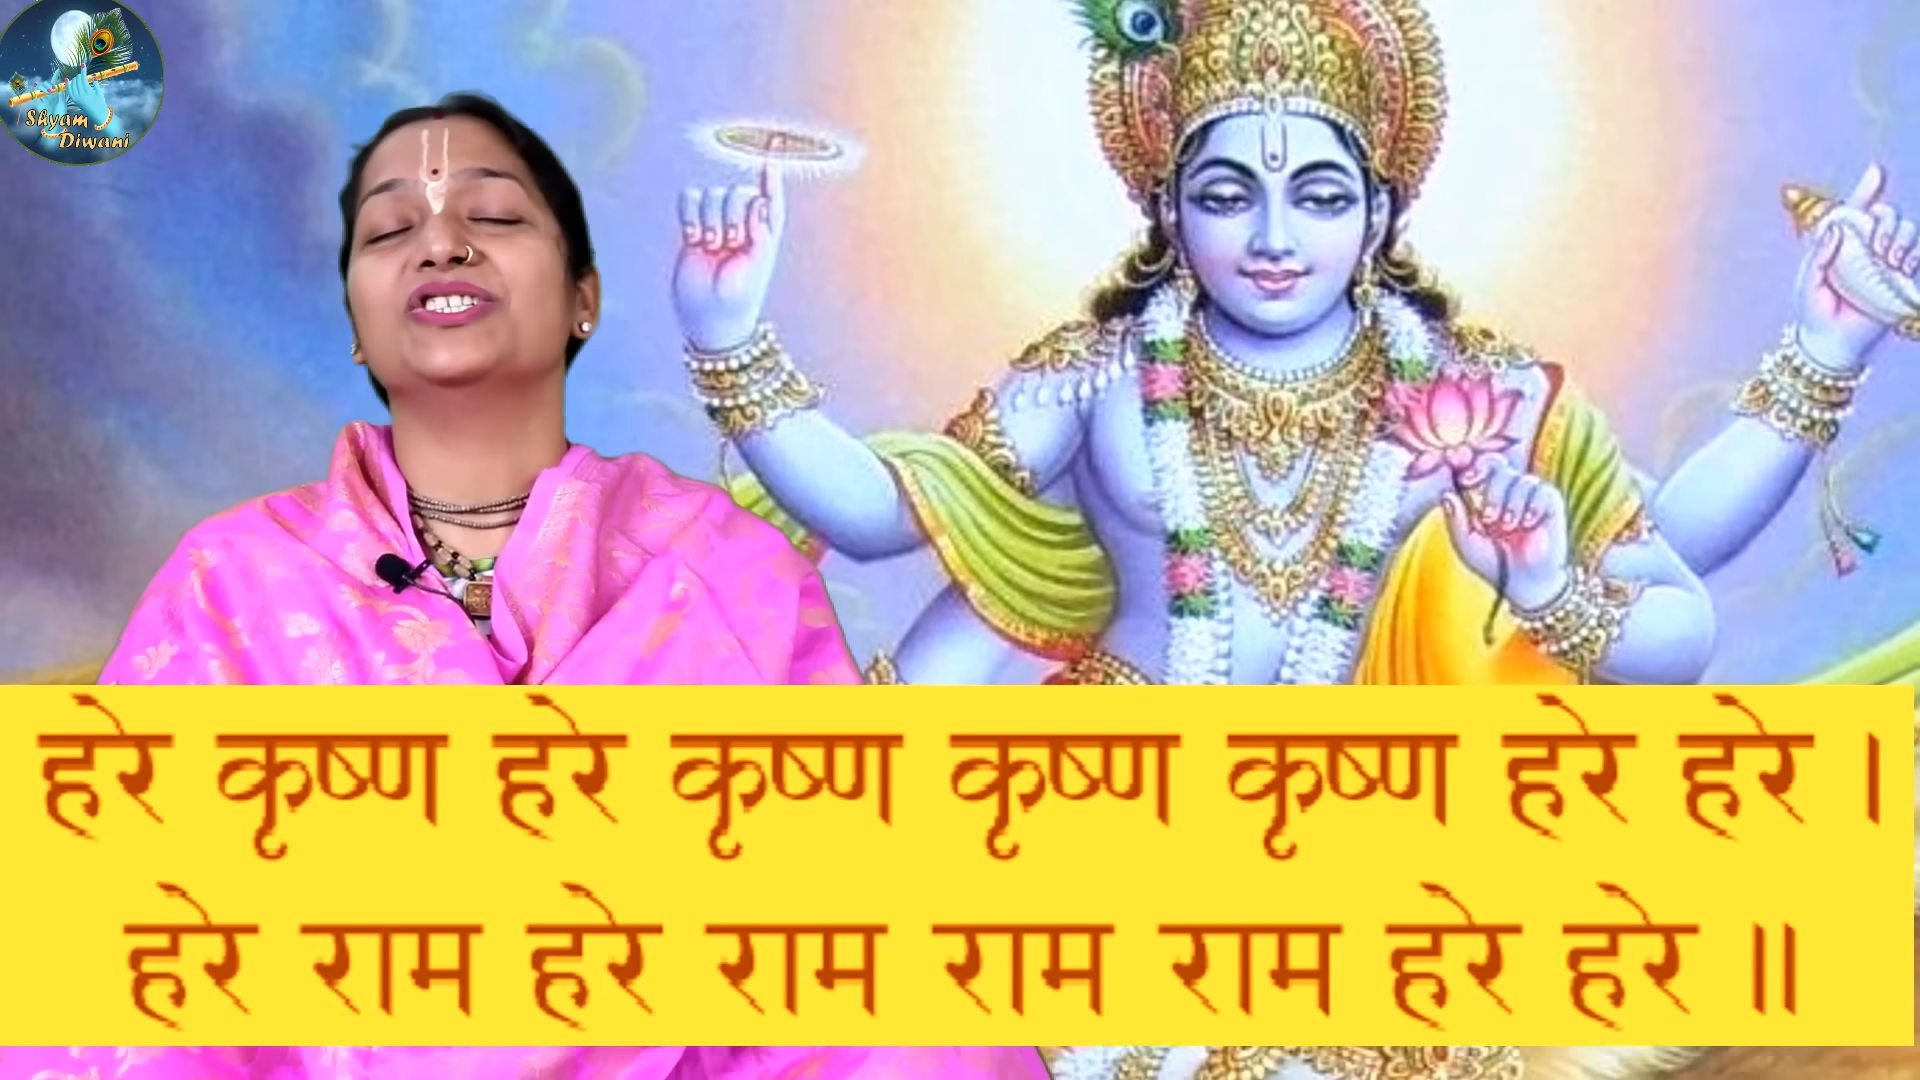 Shyam
Diwani
हरे कृष्ण हरे कृष्ण कृष्ण कृष्ण हरे हरे ।
हरे राम हरे राम राम राम हरे हरे ॥